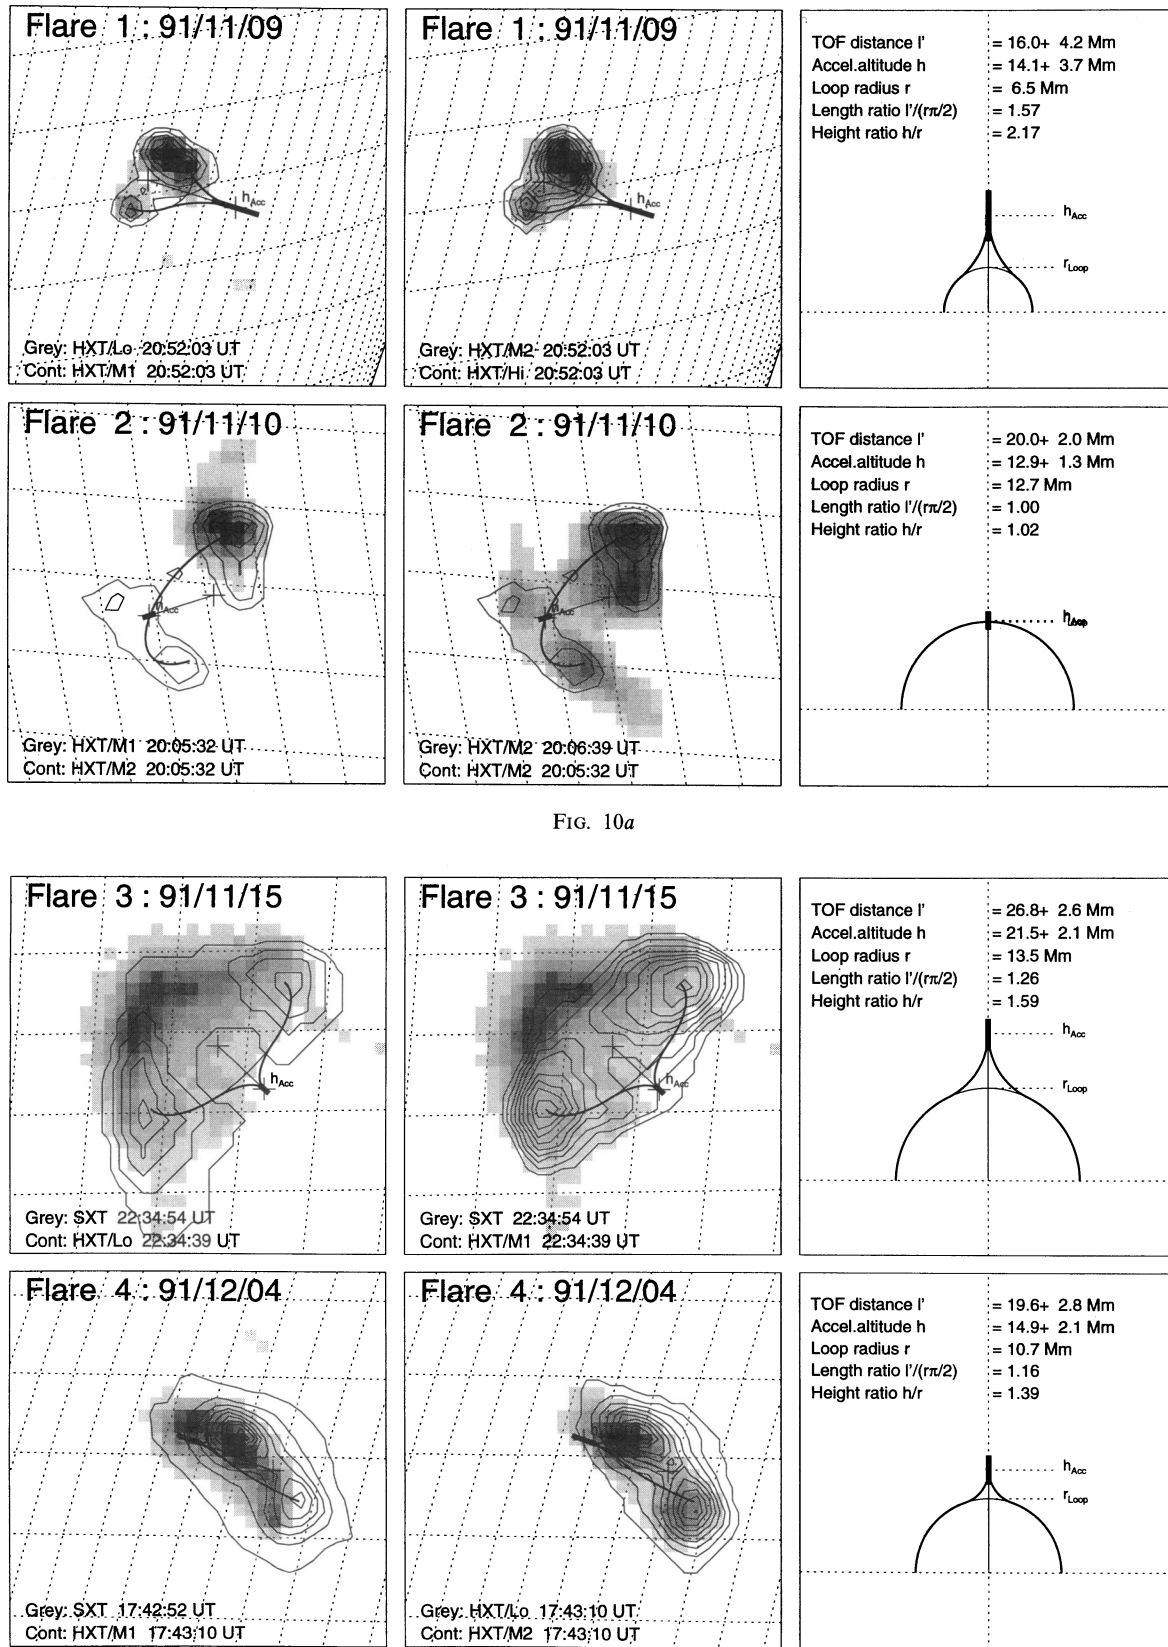 Flare 1 : 91/11/09
h Acc
Grey: HXT/Lo 20:52:03 UT
Cont: HXT/M1 20:52:03 UT
Flare 1 : 91/11/09
h Acc
Grey: HXT/M2 20:52:03 UT
Cont: HXT/Hi 20:52:03 UT
TOF distance l' = 16.0+ 4.2 Mm
Accel.altitude h = 14.1+ 3.7 Mm
Loop radius r = 6.5 Mm
Length ratio l'/(rπ/2) = 1.57
Height ratio h/r = 2.17
h Acc
r Loop
Flare 2 : 91/11/10
h Acc
Grey: HXT/M1 20:05:32 UT
Cont: HXT/M2 20:05:32 UT
Flare 2 : 91/11/10
h Acc
Grey: HXT/M2 20:06:39 UT
Cont: HXT/M2 20:05:32 UT
TOF distance l' = 20.0+ 2.0 Mm
Accel.altitude h = 12.9+ 1.3 Mm
Loop radius r = 12.7 Mm
Length ratio l'/(rπ/2) = 1.00
Height ratio h/r = 1.02
FIG. 10a
Flare 3 : 91/11/15
h Acc
Grey: SXT 22:34:54 UT
Cont: HXT/Lo 22:34:39 UT
Flare 3 : 91/11/15
h Acc
Grey: SXT 22:34:54 UT
Cont: HXT/M1 22:34:39 UT
TOF distance l' = 26.8+ 2.6 Mm
Accel.altitude h = 21.5+ 2.1 Mm
Loop radius r = 13.5 Mm
Length ratio l'/(rπ/2) = 1.26
Height ratio h/r = 1.59
h Acc
r Loop
Flare 4 : 91/12/04
Grey: SXT 17:42:52 UT
Cont: HXT/M1 17:43:10 UT
Flare 4 : 91/12/04
Grey: HXT/Lo 17:43:10 UT
Cont: HXT/M2 17:43:10 UT
TOF distance l' = 19.6+ 2.8 Mm
Accel.altitude h = 14.9+ 2.1 Mm
Loop radius r = 10.7 Mm
Length ratio l'/(rπ/2) = 1.16
Height ratio h/r = 1.39
h Acc
r Loop